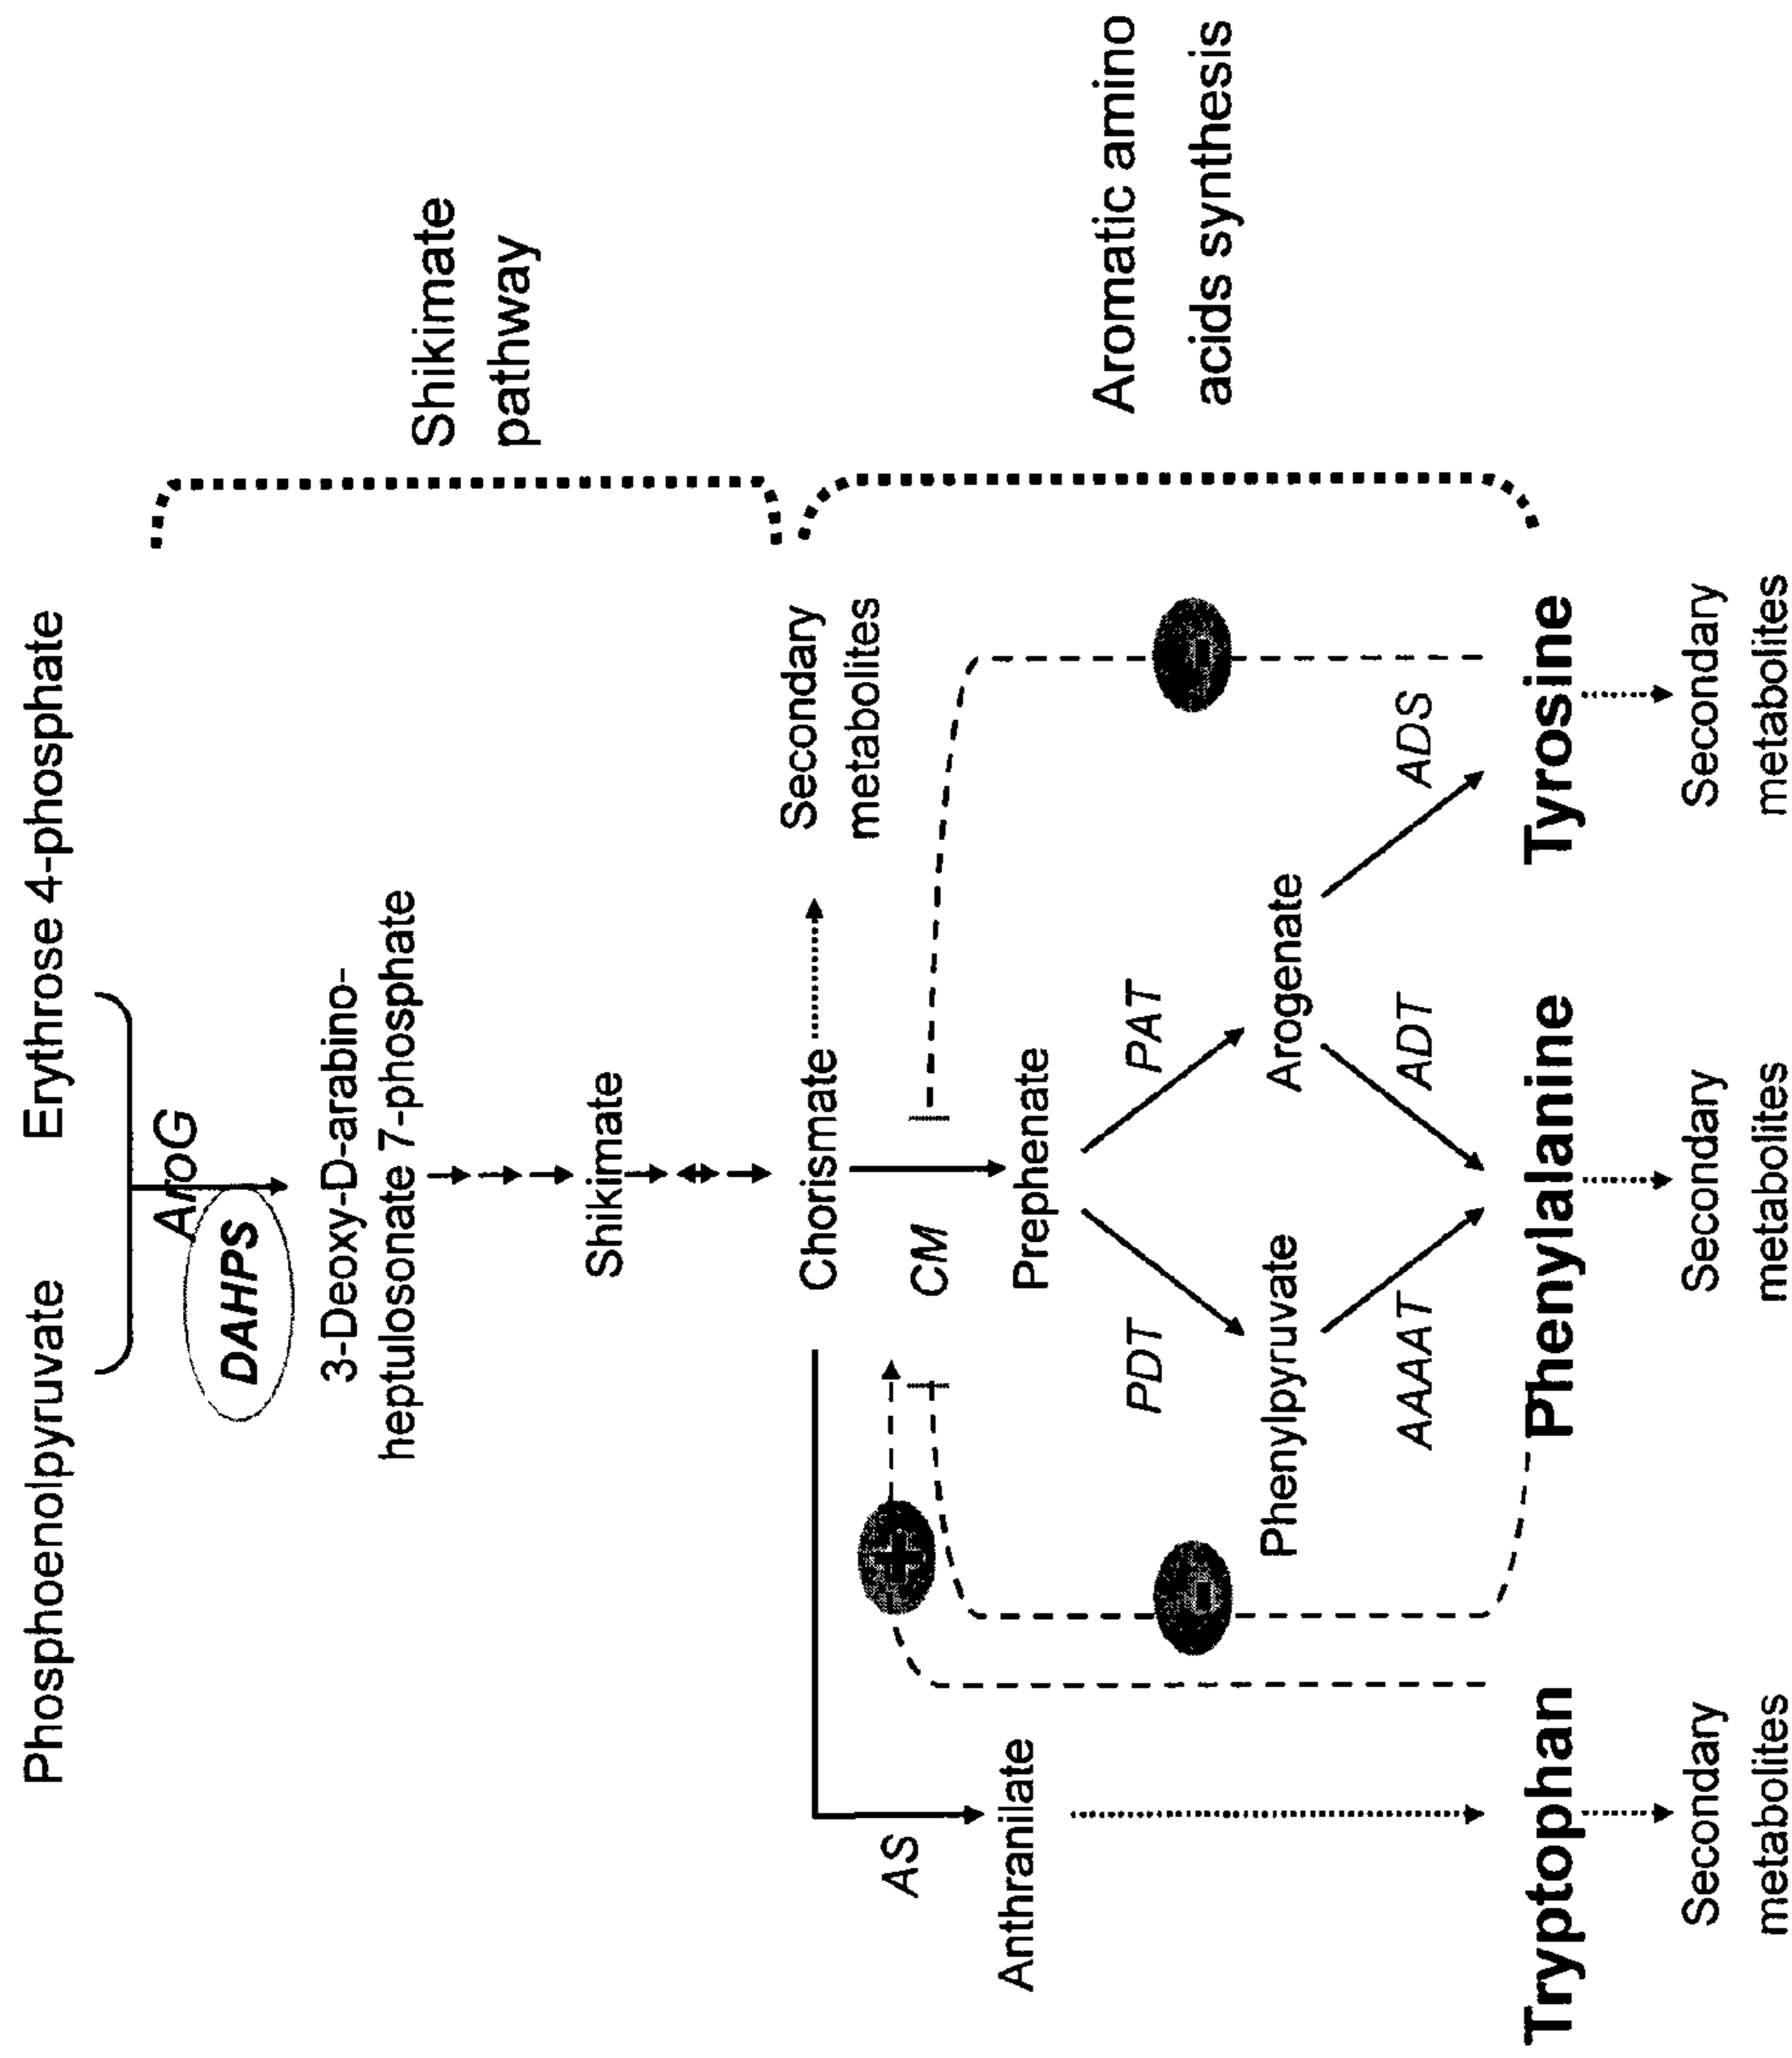 Phosphoenolpyruvate
Erythrose 4-phosphate
AroG
DAHPS
3-Deoxy-D-arabino-
heptulosonate 7-phosphate
Shikimate
Shikimate
pathway
Chorismate
Secondary
metabolites
AS
+
CM
Anthranilate
Prephenate
PDT
PAT
-
-
Aromatic amino
acids synthesis
Phenylpyruvate
Arogenate
AAAAT
ADT
ADS
Tryptophan
Phenylalanine
Tyrosine
Secondary
metabolites
Secondary
metabolites
Secondary
metabolites